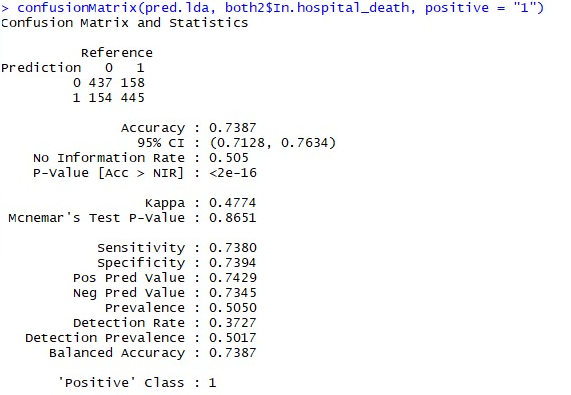 > confusionMatrix(pred.lda, both2$In.hospital_death, positive = "1")
Confusion Matrix and Statistics
Reference
Prediction 0 1
0 437 158
1 154 445
Accuracy : 0.7387
95% CI : (0.7128, 0.7634)
No Information Rate : 0.505
P-Value [Acc > NIR] : <2e-16
Kappa : 0.4774
Mcnemar's Test P-Value : 0.8651
Sensitivity : 0.7380
Specificity : 0.7394
Pos Pred Value : 0.7429
Neg Pred Value : 0.7345
Prevalence : 0.5050
Detection Rate : 0.3727
Detection Prevalence : 0.5017
Balanced Accuracy : 0.7387
'Positive' Class : 1